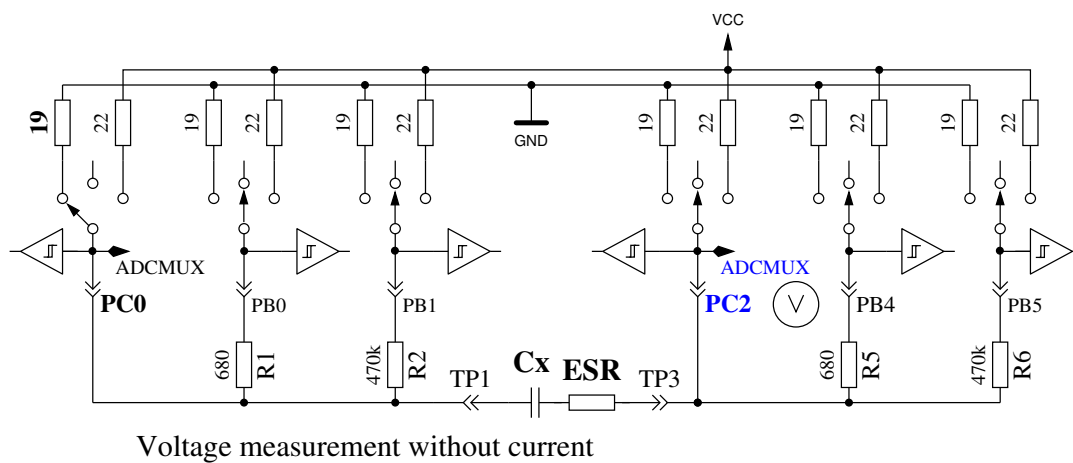 VCC
19 22 19 22 19 22 GND 19 22 19 22 19 22
ADCMUX ADCMUX
PC0 PB0 PB1 PC2 V PB4 PB5
680 R1 470k R2 680 R5 470k R6
TP1 Cx ESR TP3
Voltage measurement without current